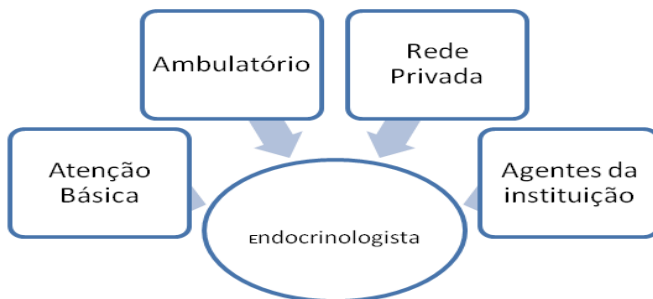 Ambulatório
Rede
Privada
Atenção
Básica
Agentes da
instituição
Endocrinologista